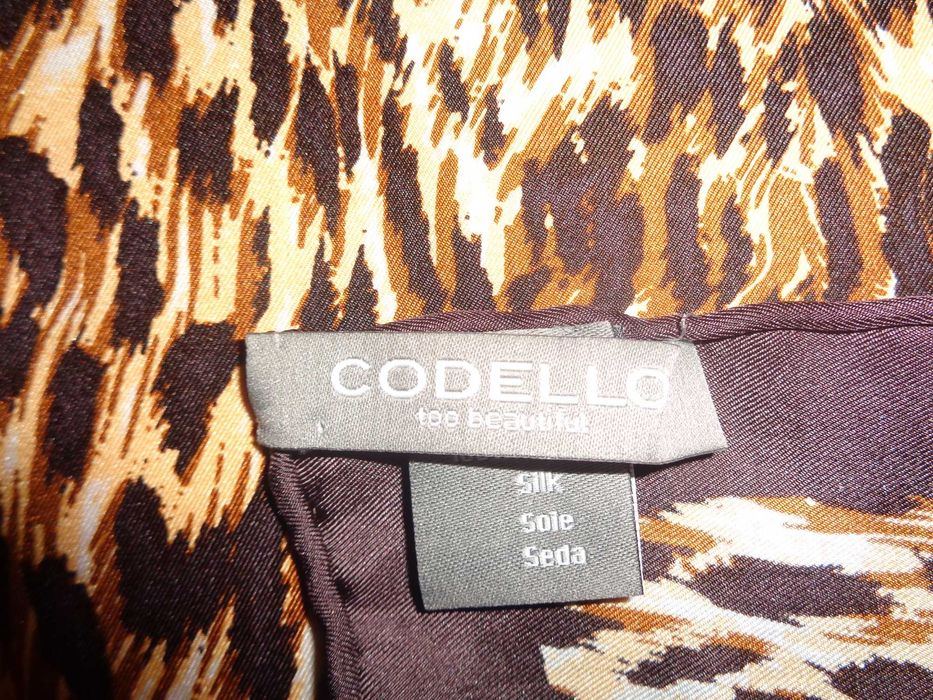 CODELLO
too beautiful
Silk
Soie
Seda